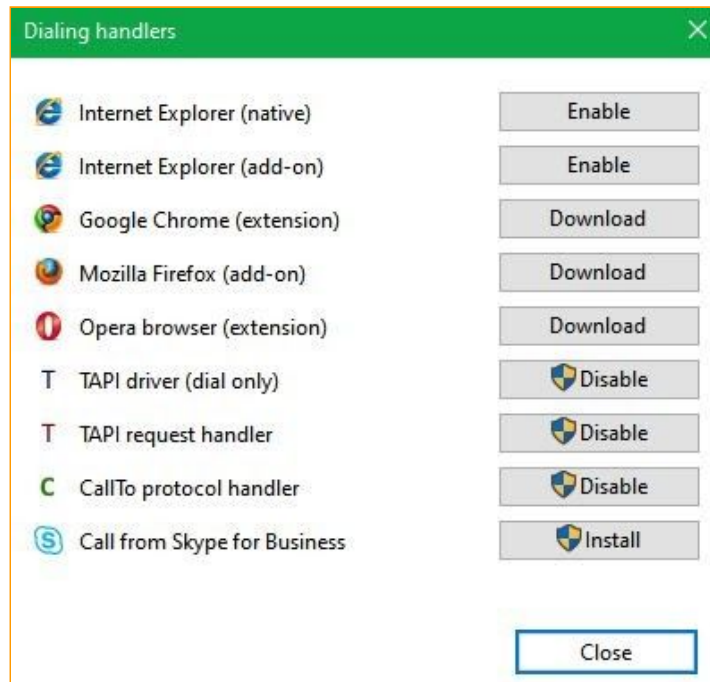 Dialing handlers
Internet Explorer (native) Enable
Internet Explorer (add-on) Enable
Google Chrome (extension) Download
Mozilla Firefox (add-on) Download
Opera browser (extension) Download
T TAPI driver (dial only) Disable
T TAPI request handler Disable
C CallTo protocol handler Disable
S Call from Skype for Business Install
Close